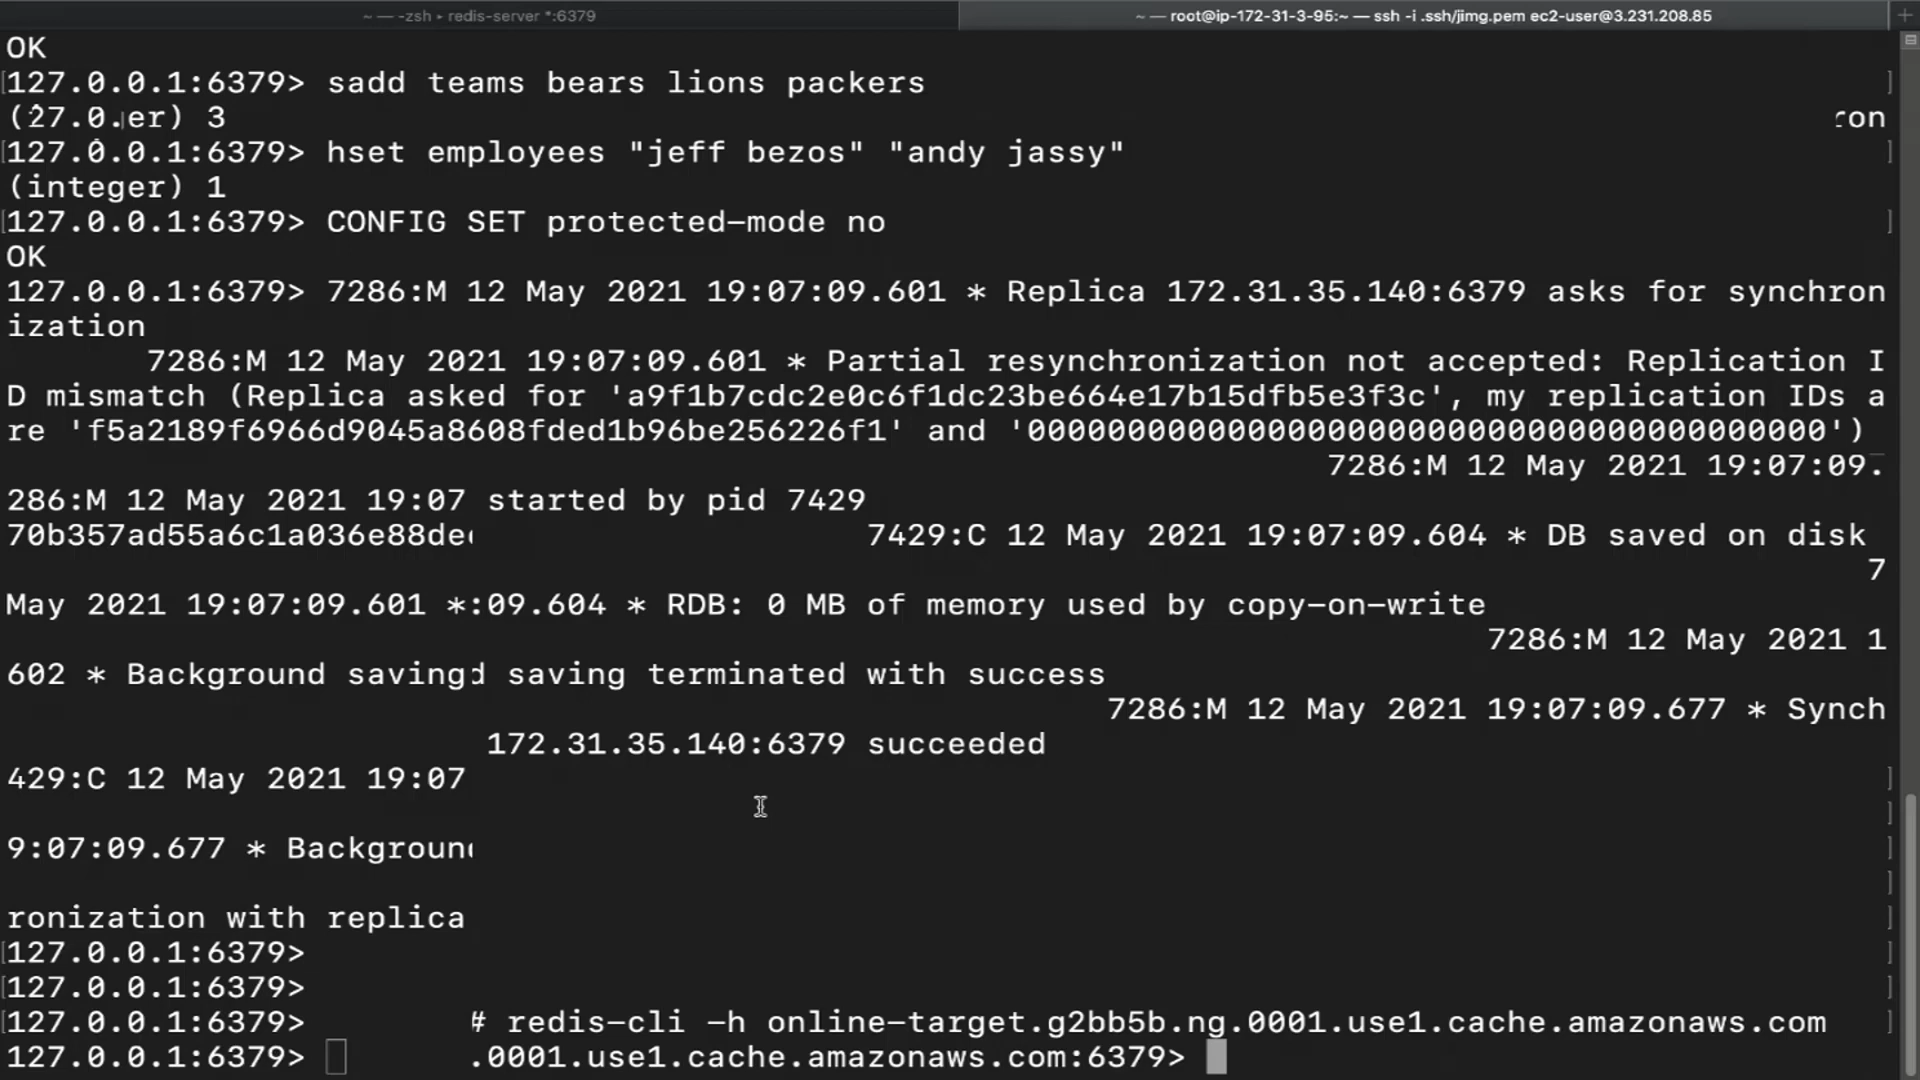 ~ — -zsh ▸ redis-server *:6379
~ — root@ip-172-31-3-95:~ — ssh -i .ssh/jimg.pem ec2-user@3.231.208.85
OK
127.0.0.1:6379> sadd teams bears lions packers
(27.0. er) 3 ron
127.0.0.1:6379> hset employees "jeff bezos" "andy jassy"
(integer) 1
127.0.0.1:6379> CONFIG SET protected-mode no
OK
127.0.0.1:6379> 7286:M 12 May 2021 19:07:09.601 * Replica 172.31.35.140:6379 asks for synchron
ization
7286:M 12 May 2021 19:07:09.601 * Partial resynchronization not accepted: Replication I
D mismatch (Replica asked for 'a9f1b7cdc2e0c6f1dc23be664e17b15dfb5e3f3c', my replication IDs a
re 'f5a2189f6966d9045a8608fded1b96be256226f1' and '0000000000000000000000000000000000000000')
7286:M 12 May 2021 19:07:09.
286:M 12 May 2021 19:07 started by pid 7429
70b357ad55a6c1a036e88de 7429:C 12 May 2021 19:07:09.604 * DB saved on disk
7
May 2021 19:07:09.601 *:09.604 * RDB: 0 MB of memory used by copy-on-write
7286:M 12 May 2021 1
602 * Background saving d saving terminated with success
7286:M 12 May 2021 19:07:09.677 * Synch
172.31.35.140:6379 succeeded
429:C 12 May 2021 19:07
9:07:09.677 * Backgroun
ronization with replica
127.0.0.1:6379>
127.0.0.1:6379>
127.0.0.1:6379> # redis-cli -h online-target.g2bb5b.ng.0001.use1.cache.amazonaws.com
127.0.0.1:6379> .0001.use1.cache.amazonaws.com:6379>